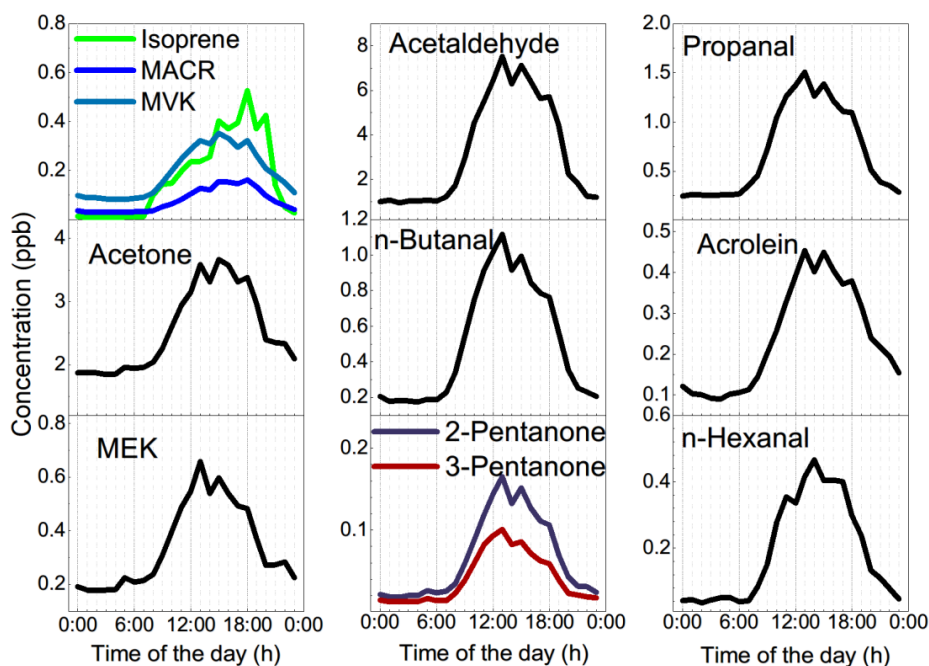 Concentration (ppb)
0.8
0.6
0.4
0.2
Isoprene
MACR
MVK
8
6
4
2
Acetaldehyde
2.0
1.5
1.0
0.5
Propanal
4
3
2
Acetone
1.2
1.0
0.8
0.6
0.4
0.2
n-Butanal
0.5
0.4
0.3
0.2
0.1
Acrolein
0.8
0.6
0.4
0.2
MEK
0.2
0.1
2-Pentanone
3-Pentanone
0.6
0.4
0.2
n-Hexanal
0:00 6:00 12:00 18:00 0:00
0:00 6:00 12:00 18:00 0:00
0:00 6:00 12:00 18:00 0:00
Time of the day (h)
Time of the day (h)
Time of the day (h)